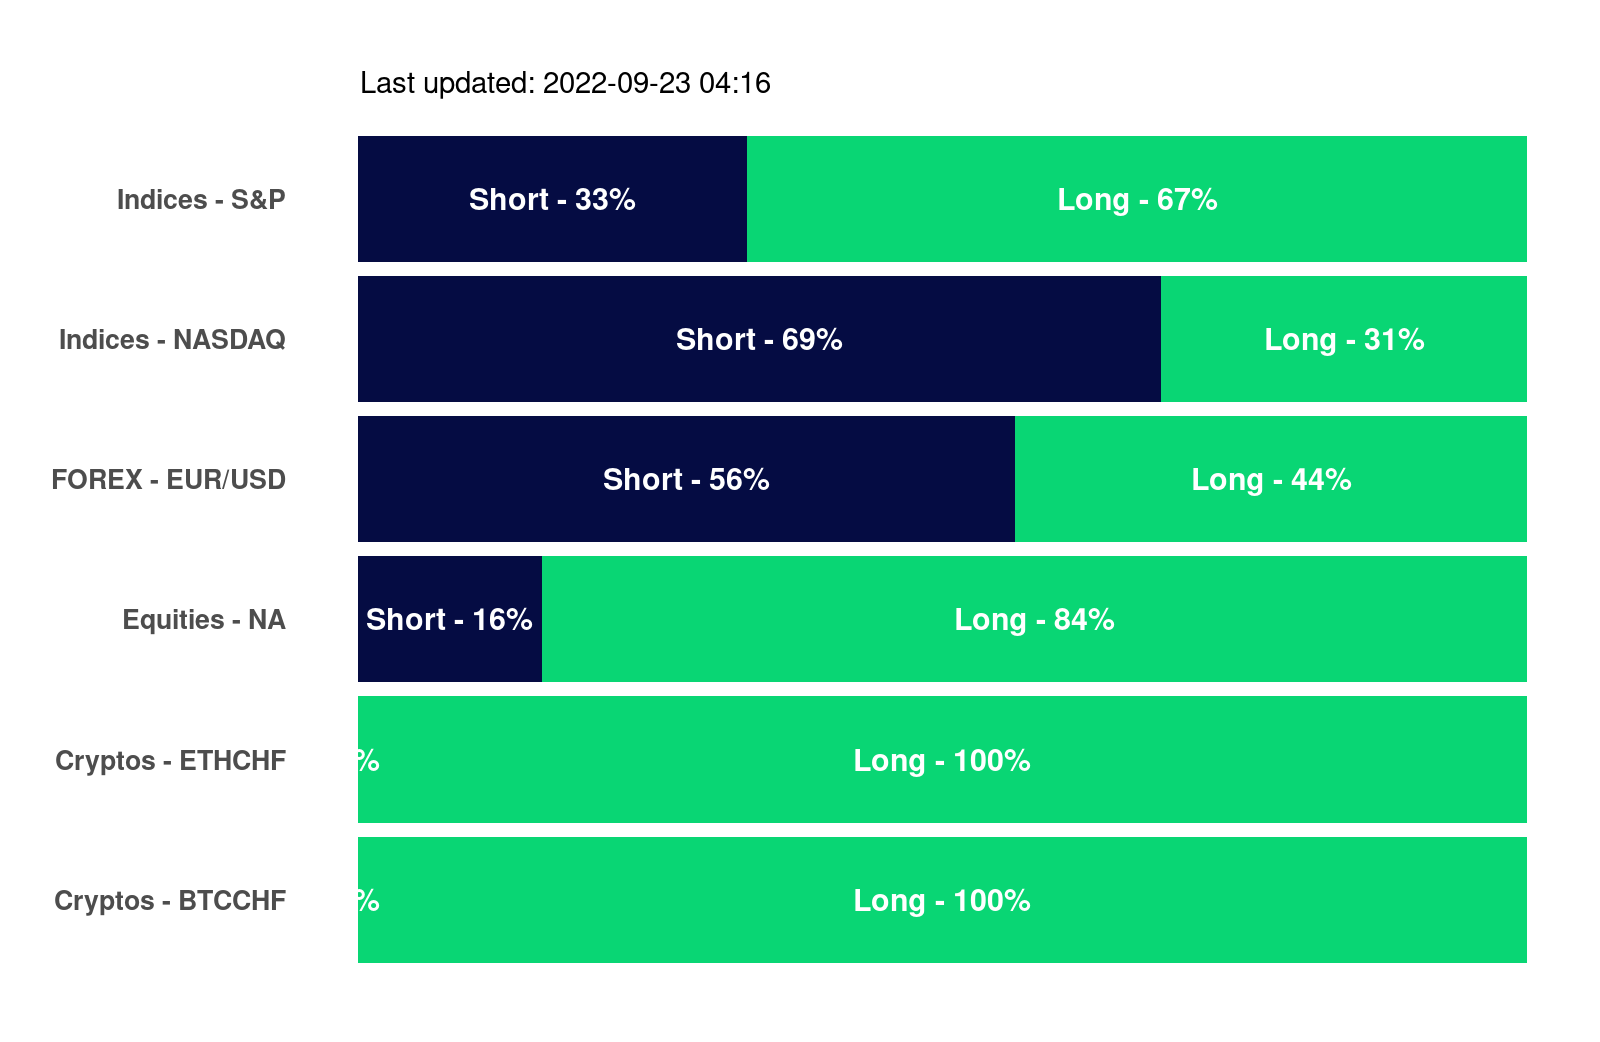 Last updated: 2022-09-23 04:16
Indices - S&P
Short - 33%
Long - 67%
Indices - NASDAQ
Short - 69%
Long - 31%
FOREX - EUR/USD
Short - 56%
Long - 44%
Equities - NA
Short - 16%
Long - 84%
Cryptos - ETHCHF
%
Long - 100%
Cryptos - BTCCHF
%
Long - 100%